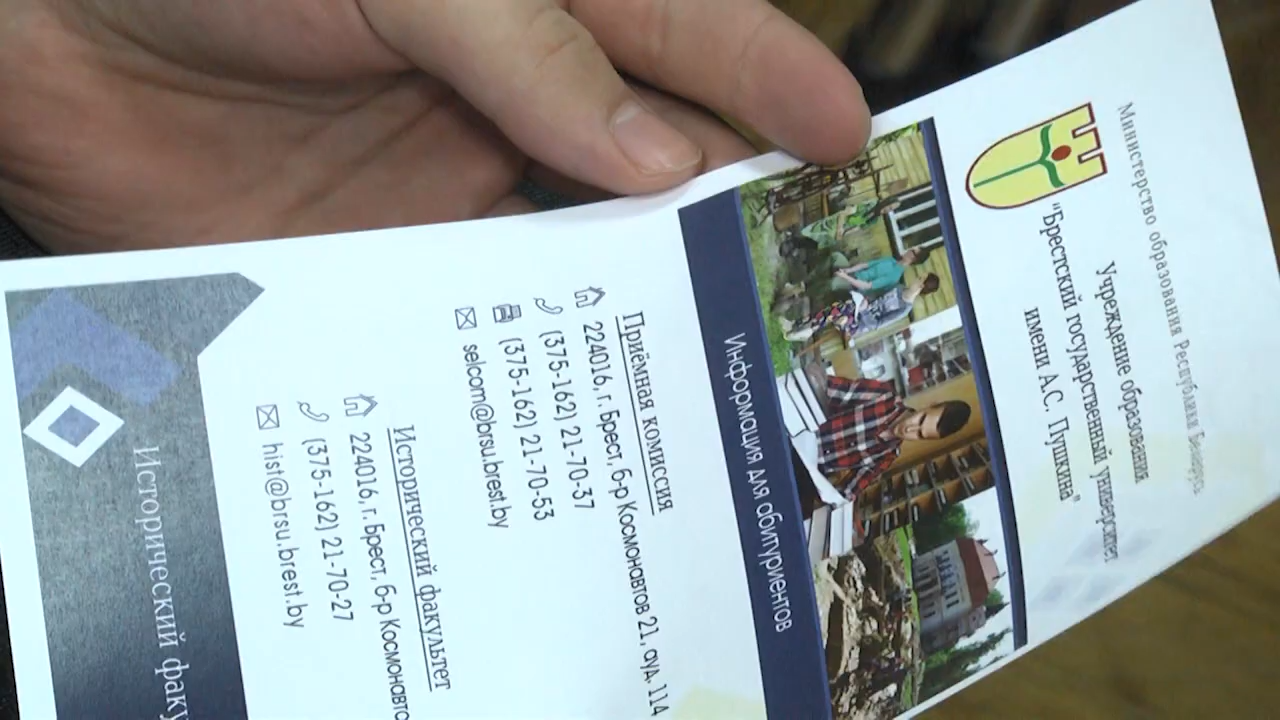 Министерство образования Республики Беларусь
Учреждение образования
"Брестский государственный университет
имени А.С. Пушкина"
Информация для абитуриентов
Приёмная комиссия
224016, г. Брест, б-р Космонавтов 21, ауд. 114
(375-162) 21-70-37
(375-162) 21-70-53
selcom@brsu.brest.by
Исторический факультет
224016, г. Брест, б-р Космонавто
(375-162) 21-70-27
hist@brsu.brest.by
Исторический факу